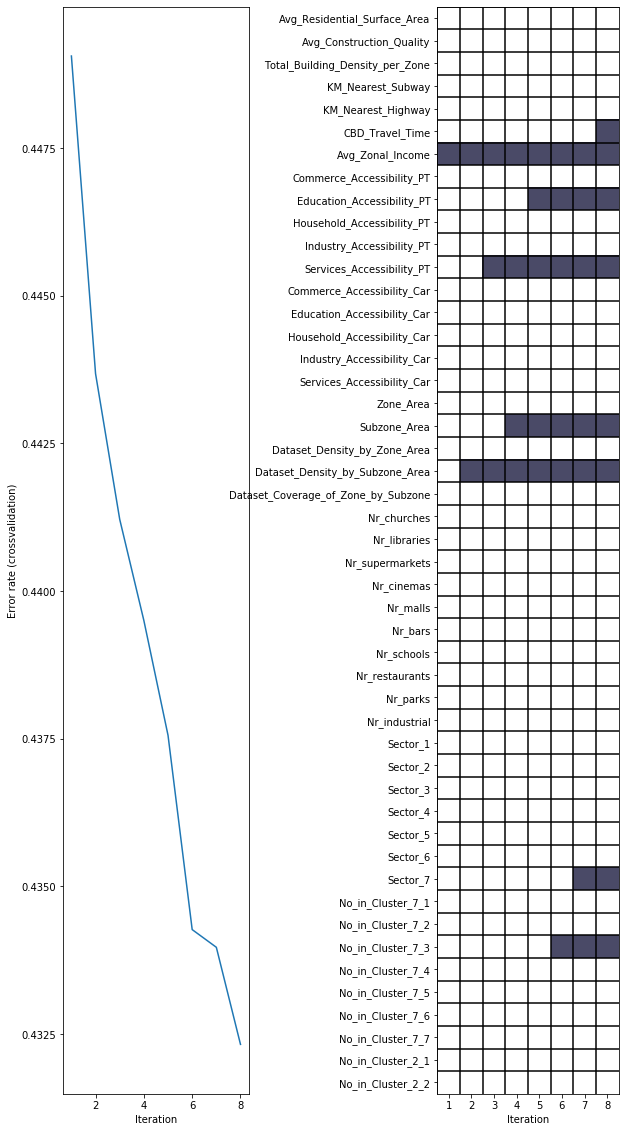 0.4475
0.4450
0.4425
0.4400
0.4375
0.4350
0.4325
Error rate (crossvalidation)
2 4 6 8
Iteration
Avg_Residential_Surface_Area
Avg_Construction_Quality
Total_Building_Density_per_Zone
KM_Nearest_Subway
KM_Nearest_Highway
CBD_Travel_Time
Avg_Zonal_Income
Commerce_Accessibility_PT
Education_Accessibility_PT
Household_Accessibility_PT
Industry_Accessibility_PT
Services_Accessibility_PT
Commerce_Accessibility_Car
Education_Accessibility_Car
Household_Accessibility_Car
Industry_Accessibility_Car
Services_Accessibility_Car
Zone_Area
Subzone_Area
Dataset_Density_by_Zone_Area
Dataset_Density_by_Subzone_Area
Dataset_Coverage_of_Zone_by_Subzone
Nr_churches
Nr_libraries
Nr_supermarkets
Nr_cinemas
Nr_malls
Nr_bars
Nr_schools
Nr_restaurants
Nr_parks
Nr_industrial
Sector_1
Sector_2
Sector_3
Sector_4
Sector_5
Sector_6
Sector_7
No_in_Cluster_7_1
No_in_Cluster_7_2
No_in_Cluster_7_3
No_in_Cluster_7_4
No_in_Cluster_7_5
No_in_Cluster_7_6
No_in_Cluster_7_7
No_in_Cluster_2_1
No_in_Cluster_2_2
1 2 3 4 5 6 7 8
Iteration